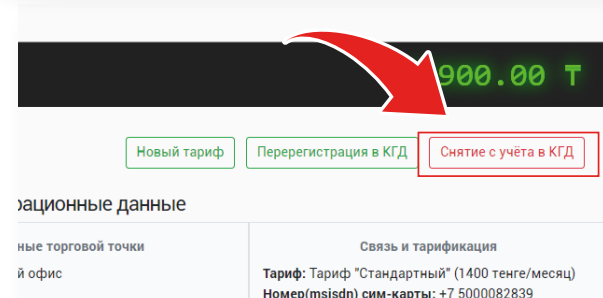 900.00 ₸
Новый тариф Перерегистрация в КГД Снятие с учёта в КГД
рационные данные
ные торговой точки Связь и тарификация
й офис Тариф: Тариф "Стандартный" (1400 тенге/месяц)
Номер(msisdn) сим-карты: +7 5000082839